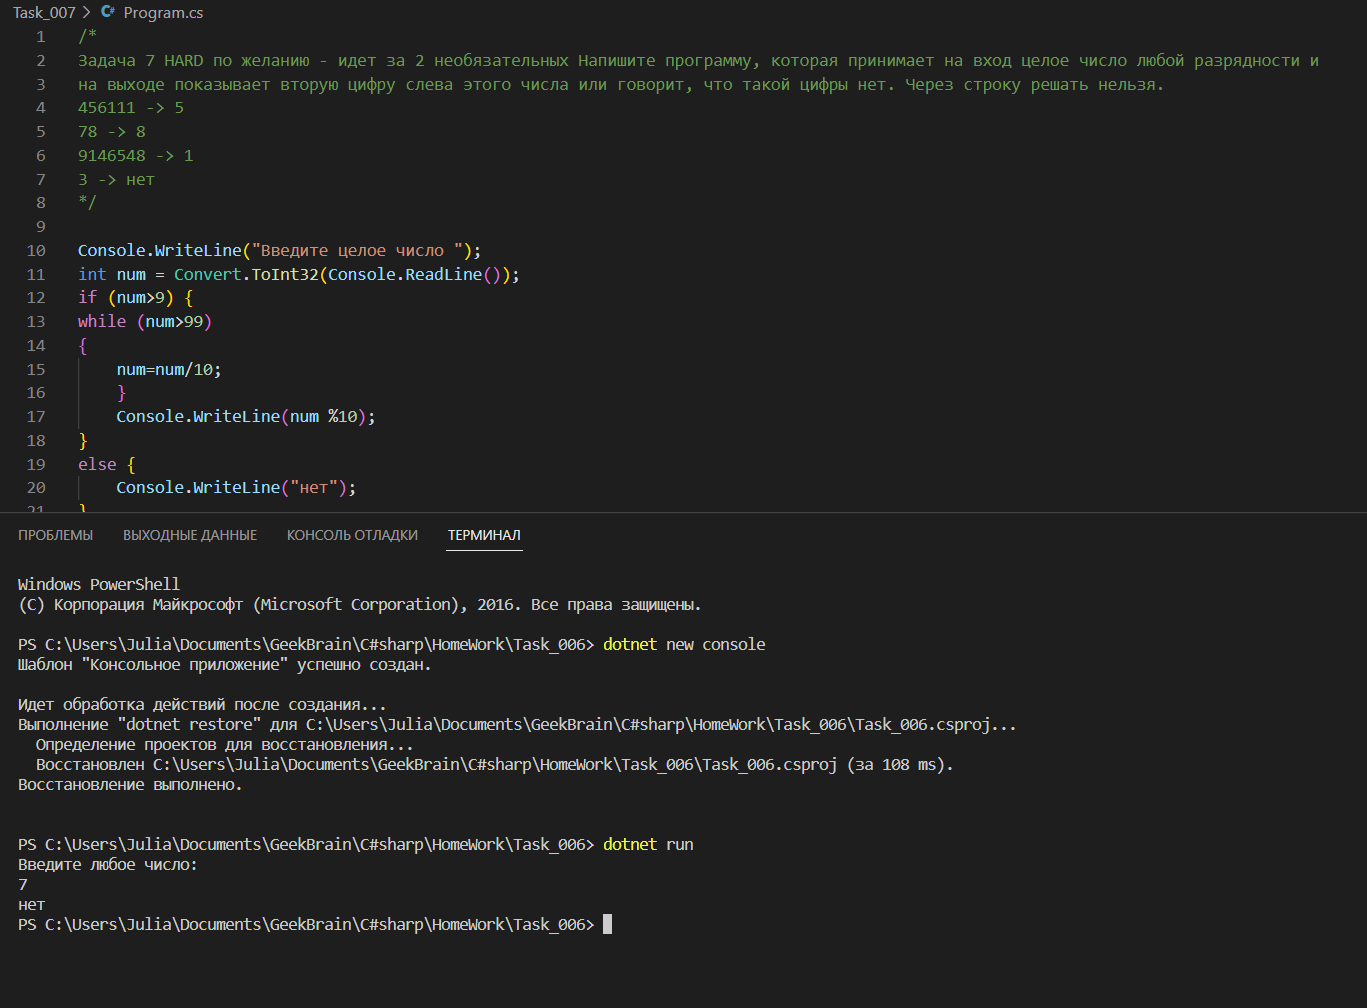 Task_007 > C# Program.cs
1 /*
2 Задача 7 HARD по желанию - идет за 2 необязательных Напишите программу, которая принимает на вход целое число любой разрядности и
3 на выходе показывает вторую цифру слева этого числа или говорит, что такой цифры нет. Через строку решать нельзя.
4 456111 -> 5
5 78 -> 8
6 9146548 -> 1
7 3 -> нет
8 */
9
10 Console.WriteLine("Введите целое число ");
11 int num = Convert.ToInt32(Console.ReadLine());
12 if (num>9) {
13 while (num>99)
14 {
15     num=num/10;
16     }
17     Console.WriteLine(num %10);
18 }
19 else {
20     Console.WriteLine("нет");
21 }
ПРОБЛЕМЫ ВЫХОДНЫЕ ДАННЫЕ КОНСОЛЬ ОТЛАДКИ ТЕРМИНАЛ
Windows PowerShell
(C) Корпорация Майкрософт (Microsoft Corporation), 2016. Все права защищены.
PS C:\Users\Julia\Documents\GeekBrain\C#sharp\HomeWork\Task_006> dotnet new console
Шаблон "Консольное приложение" успешно создан.
Идет обработка действий после создания...
Выполнение "dotnet restore" для C:\Users\Julia\Documents\GeekBrain\C#sharp\HomeWork\Task_006\Task_006.csproj...
  Определение проектов для восстановления...
  Восстановлен C:\Users\Julia\Documents\GeekBrain\C#sharp\HomeWork\Task_006\Task_006.csproj (за 108 ms).
Восстановление выполнено.
PS C:\Users\Julia\Documents\GeekBrain\C#sharp\HomeWork\Task_006> dotnet run
Введите любое число:
7
нет
PS C:\Users\Julia\Documents\GeekBrain\C#sharp\HomeWork\Task_006>